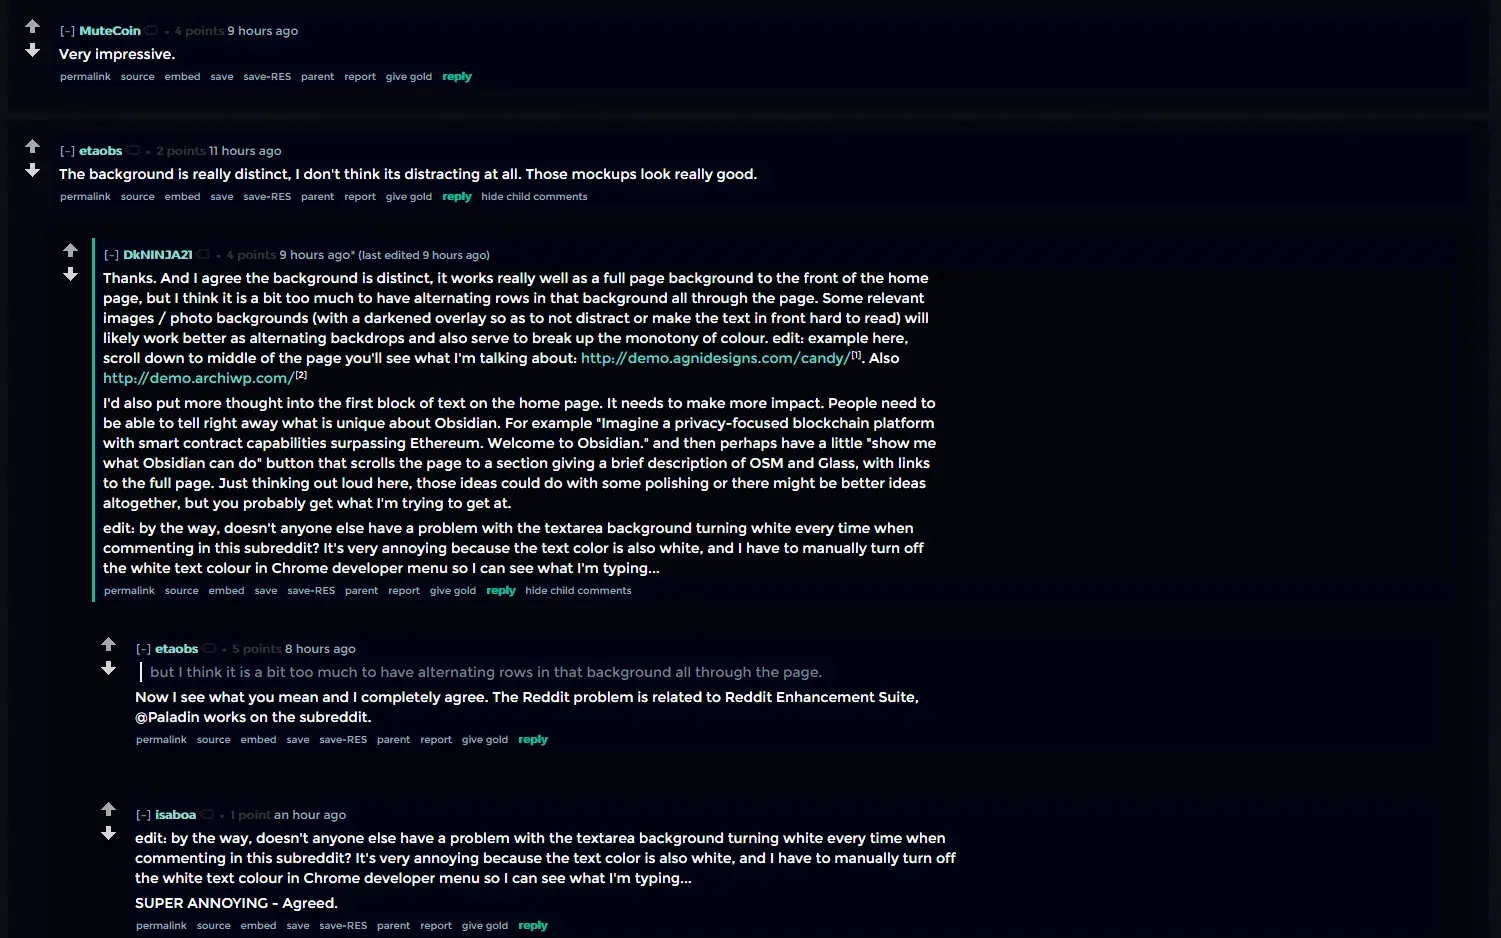 [-] MuteCoin • 4 points 9 hours ago
Very impressive.
permalink source embed save save-RES parent report give gold reply
[-] etaobs • 2 points 11 hours ago
The background is really distinct, I don't think its distracting at all. Those mockups look really good.
permalink source embed save save-RES parent report give gold reply hide child comments
[-] DkNINJA21 • 4 points 9 hours ago* (last edited 9 hours ago)
Thanks. And I agree the background is distinct, it works really well as a full page background to the front of the home
page, but I think it is a bit too much to have alternating rows in that background all through the page. Some relevant
images / photo backgrounds (with a darkened overlay so as to not distract or make the text in front hard to read) will
likely work better as alternating backdrops and also serve to break up the monotony of colour. edit: example here,
scroll down to middle of the page you'll see what I'm talking about: http://demo.agnidesigns.com/candy/[1]. Also
http://demo.archiwp.com/[2]
I'd also put more thought into the first block of text on the home page. It needs to make more impact. People need to
be able to tell right away what is unique about Obsidian. For example "Imagine a privacy-focused blockchain platform
with smart contract capabilities surpassing Ethereum. Welcome to Obsidian." and then perhaps have a little "show me
what Obsidian can do" button that scrolls the page to a section giving a brief description of OSM and Glass, with links
to the full page. Just thinking out loud here, those ideas could do with some polishing or there might be better ideas
altogether, but you probably get what I'm trying to get at.
edit: by the way, doesn't anyone else have a problem with the textarea background turning white every time when
commenting in this subreddit? It's very annoying because the text color is also white, and I have to manually turn off
the white text colour in Chrome developer menu so I can see what I'm typing...
permalink source embed save save-RES parent report give gold reply hide child comments
[-] etaobs • 5 points 8 hours ago
but I think it is a bit too much to have alternating rows in that background all through the page.
Now I see what you mean and I completely agree. The Reddit problem is related to Reddit Enhancement Suite,
@Paladin works on the subreddit.
permalink source embed save save-RES parent report give gold reply
[-] isaboa • 1 point an hour ago
edit: by the way, doesn't anyone else have a problem with the textarea background turning white every time when
commenting in this subreddit? It's very annoying because the text color is also white, and I have to manually turn off
the white text colour in Chrome developer menu so I can see what I'm typing...
SUPER ANNOYING - Agreed.
permalink source embed save save-RES parent report give gold reply